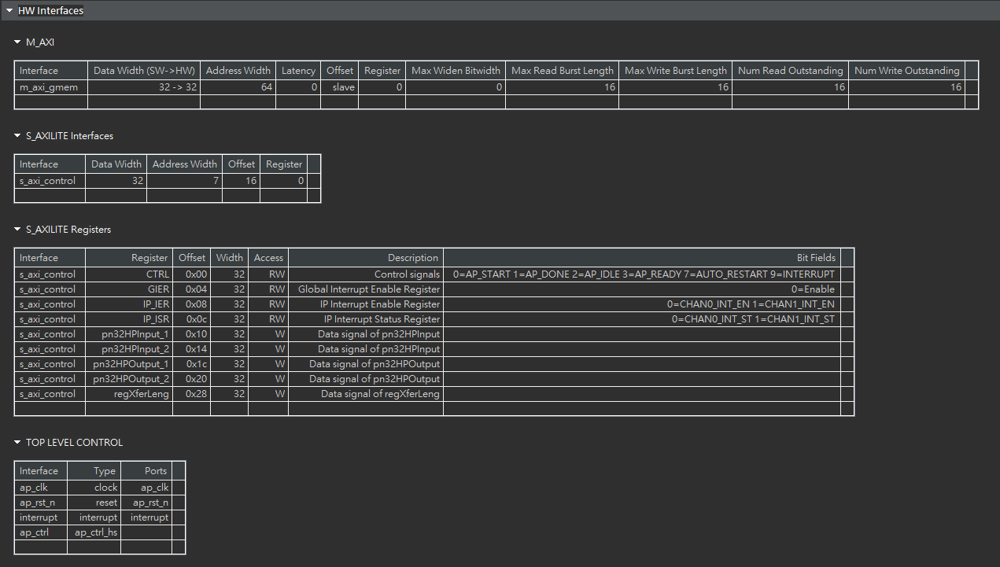 HW Interfaces
M_AXI
Interface Data Width (SW->HW) Address Width Latency Offset Register Max Widen Bitwidth Max Read Burst Length Max Write Burst Length Num Read Outstanding Num Write Outstanding
m_axi_gmem 32 -> 32 64 0 slave 0 0 16 16 16 16
S_AXILITE Interfaces
Interface Data Width Address Width Offset Register
s_axi_control 32 7 16 0
S_AXILITE Registers
Interface Register Offset Width Access Description Bit Fields
s_axi_control CTRL 0x00 32 RW Control signals 0=AP_START 1=AP_DONE 2=AP_IDLE 3=AP_READY 7=AUTO_RESTART 9=INTERRUPT
s_axi_control GIER 0x04 32 RW Global Interrupt Enable Register 0=Enable
s_axi_control IP_IER 0x08 32 RW IP Interrupt Enable Register 0=CHAN0_INT_EN 1=CHAN1_INT_EN
s_axi_control IP_ISR 0x0c 32 RW IP Interrupt Status Register 0=CHAN0_INT_ST 1=CHAN1_INT_ST
s_axi_control pn32HPInput_1 0x10 32 W Data signal of pn32HPInput
s_axi_control pn32HPInput_2 0x14 32 W Data signal of pn32HPInput
s_axi_control pn32HPOutput_1 0x1c 32 W Data signal of pn32HPOutput
s_axi_control pn32HPOutput_2 0x20 32 W Data signal of pn32HPOutput
s_axi_control regXferLeng 0x28 32 W Data signal of regXferLeng
TOP LEVEL CONTROL
Interface Type Ports
ap_clk clock ap_clk
ap_rst_n reset ap_rst_n
interrupt interrupt interrupt
ap_ctrl ap_ctrl_hs